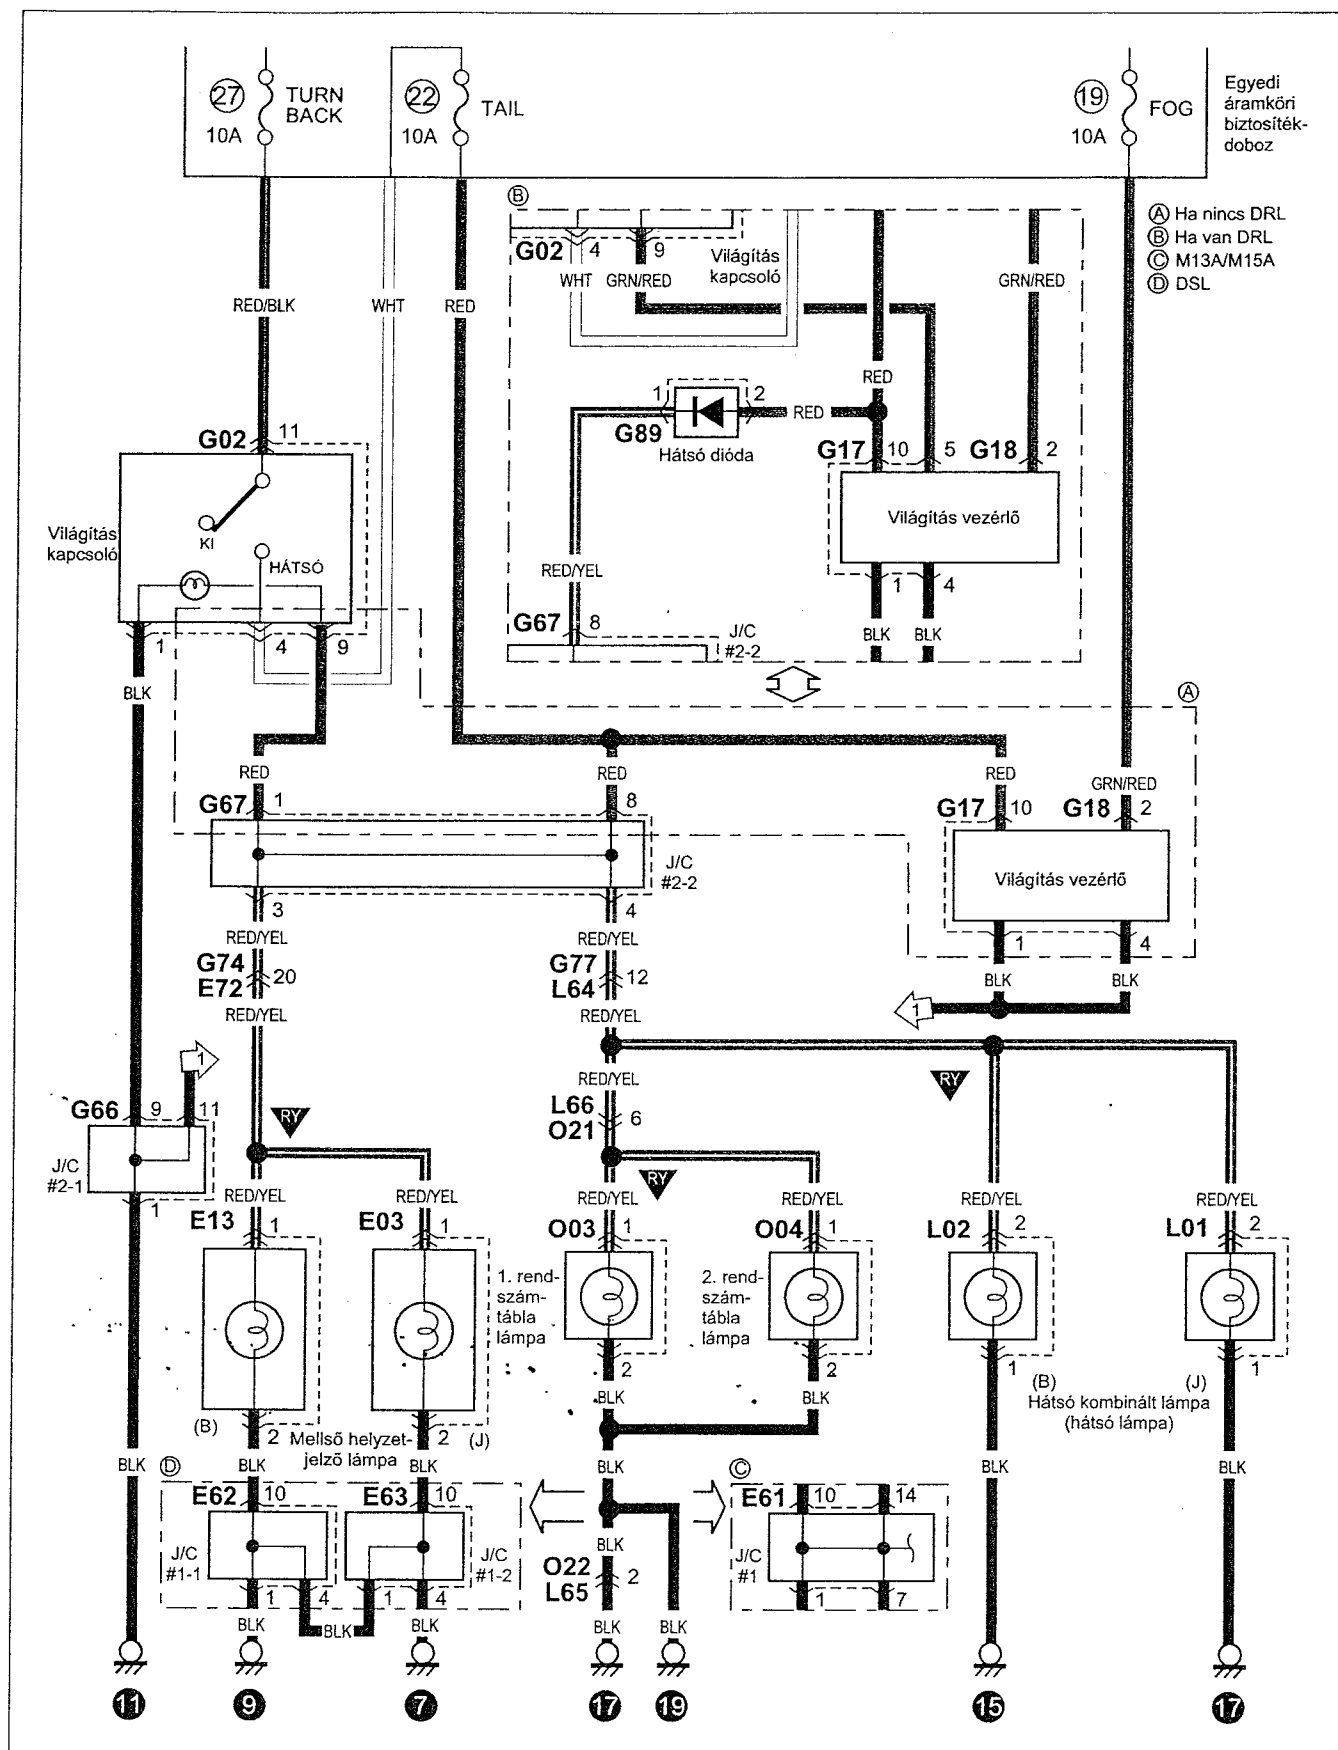 27 TURN BACK 10A
22 TAIL 10A
19 FOG 10A
Egyedi
áramköri
biztosíték-
doboz
Ⓐ Ha nincs DRL
Ⓑ Ha van DRL
Ⓒ M13A/M15A
Ⓓ DSL
Ⓑ
G02 4 9
Világítás
kapcsoló
WHT GRN/RED GRN/RED
RED/BLK WHT RED
RED
1 2 RED
G89
Hátsó dióda
G17 10 5 G18 2
Világítás vezérlő
1 4
RED/YEL
G67 8
J/C
#2-2
BLK BLK
G02 11
Világítás
kapcsoló
KI
HÁTSÓ
1 4 9
BLK
Ⓐ
RED RED RED GRN/RED
G67 1 8
G17 10 G18 2
J/C
#2-2
Világítás vezérlő
3 4
1 4
RED/YEL RED/YEL
G74
E72 20
G77
L64 12
BLK BLK
RED/YEL RED/YEL
1
1
RED/YEL
RY
G66 9 11
RY
L66
O21 6
J/C
#2-1
1
RY
RED/YEL RED/YEL RED/YEL RED/YEL RED/YEL RED/YEL
E13 1 E03 1 O03 1 O04 1 L02 2 L01 2
1. rend-
szám-
tábla
lámpa
2. rend-
szám-
tábla
lámpa
2 2 1 1
(B) 2 Mellső helyzet-
jelző lámpa 2 (J)
BLK BLK
(B) (J)
Hátsó kombinált lámpa
(hátsó lámpa)
BLK Ⓓ BLK BLK BLK Ⓒ BLK BLK
E62 10 E63 10 E61 10 14
J/C
#1-1
J/C
#1-2
BLK
J/C
#1
1 4 1 4
O22
L65 2
1 7
BLK BLK BLK BLK BLK
11 9 7 17 19 15 17